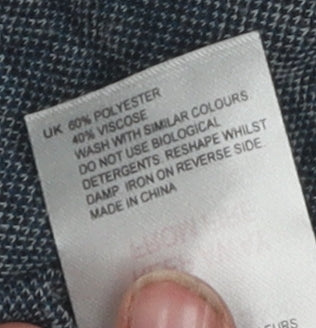 UK 60% POLYESTER
40% VISCOSE
WASH WITH SIMILAR COLOURS
DO NOT USE BIOLOGICAL
DETERGENTS. RESHAPE WHILST
DAMP. IRON ON REVERSE SIDE.
MADE IN CHINA